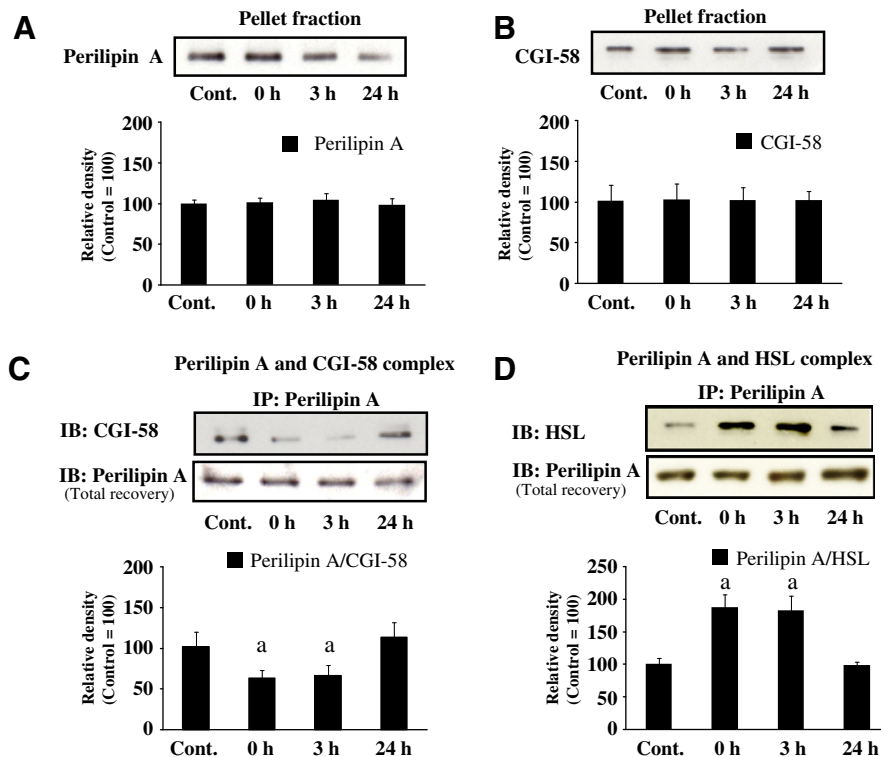 A
Pellet fraction
Perilipin A
Cont. 0 h 3 h 24 h
200
150
100
50
0
Relative density
(Control = 100)
Perilipin A
Cont. 0 h 3 h 24 h
B
Pellet fraction
CGI-58
Cont. 0 h 3 h 24 h
200
150
100
50
0
Relative density
(Control = 100)
CGI-58
Cont. 0 h 3 h 24 h
C
Perilipin A and CGI-58 complex
IP: Perilipin A
IB: CGI-58
IB: Perilipin A
(Total recovery)
Cont. 0 h 3 h 24 h
Perilipin A/CGI-58
200
150
100
50
0
Relative density
(Control = 100)
a a
Cont. 0 h 3 h 24 h
D
Perilipin A and HSL complex
IP: Perilipin A
IB: HSL
IB: Perilipin A
(Total recovery)
Cont. 0 h 3 h 24 h
Perilipin A/HSL
250
200
150
100
50
0
Relative density
(Control = 100)
a a
Cont. 0 h 3 h 24 h